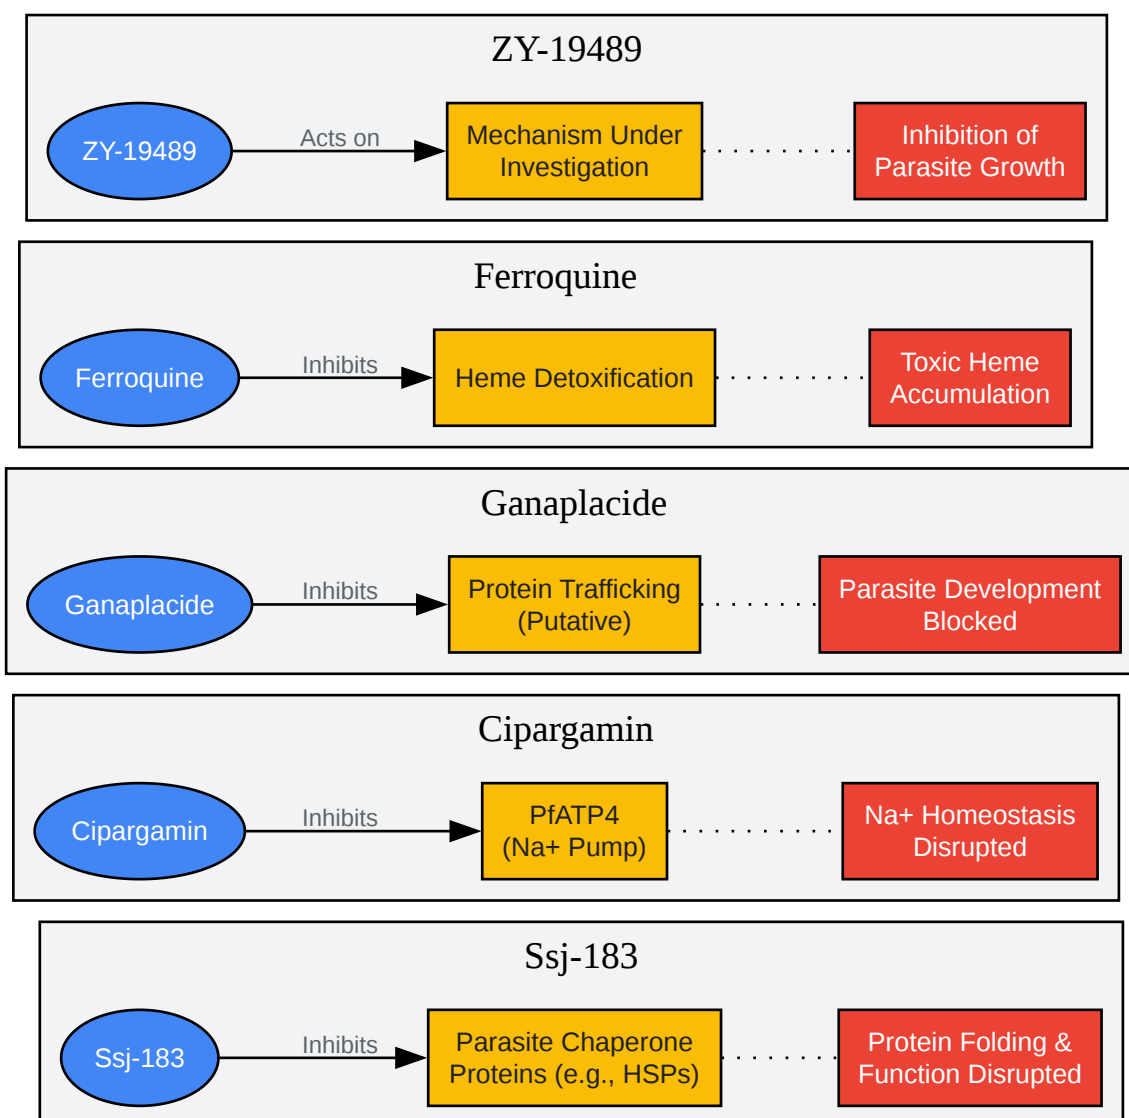 ZY-19489
ZY-19489
Acts on
Mechanism Under
Investigation
Inhibition of
Parasite Growth
Ferroquine
Ferroquine
Inhibits
Heme Detoxification
Toxic Heme
Accumulation
Ganaplacide
Ganaplacide
Inhibits
Protein Trafficking
(Putative)
Parasite Development
Blocked
Cipargamin
Cipargamin
Inhibits
PfATP4
(Na+ Pump)
Na+ Homeostasis
Disrupted
Ssj-183
Ssj-183
Inhibits
Parasite Chaperone
Proteins (e.g., HSPs)
Protein Folding &
Function Disrupted